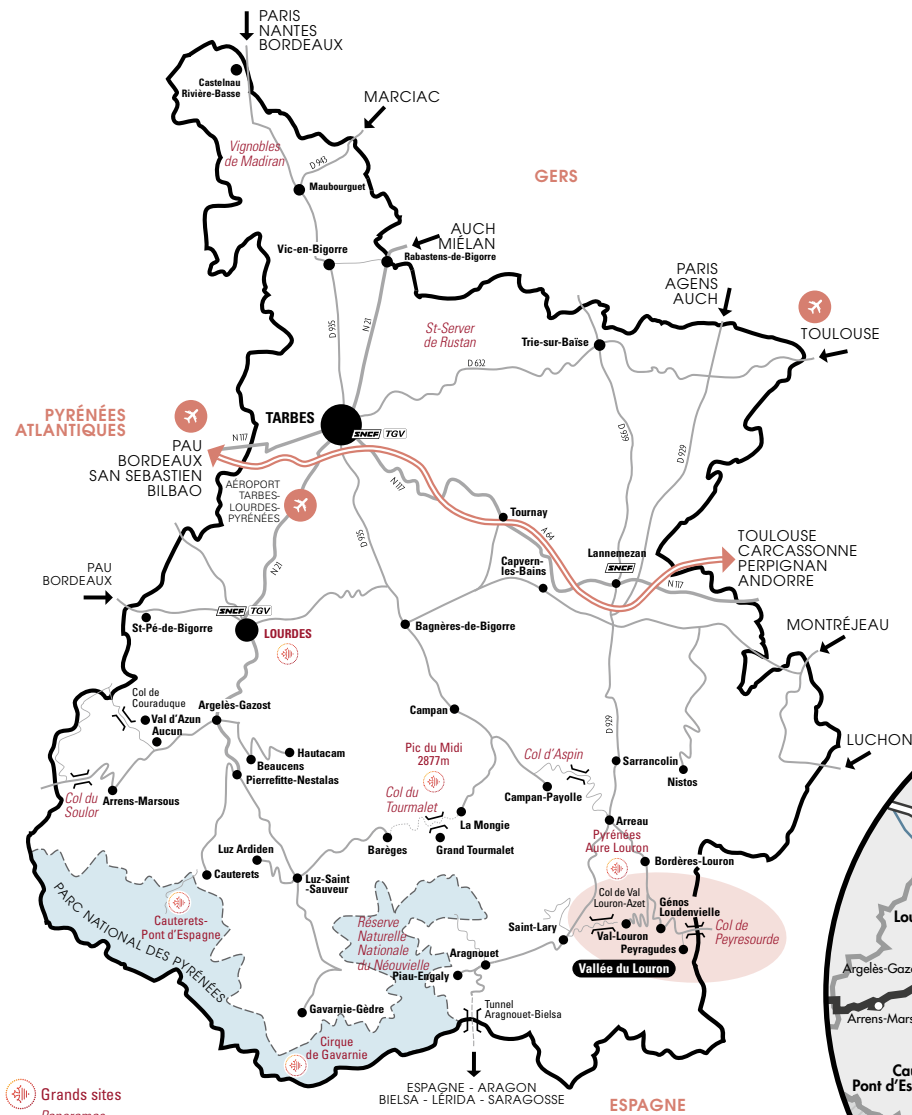 PARIS
NANTES
BORDEAUX
Castelnau
Rivière-Basse
MARCIAC
Vignobles
de Madiran
D 943
Maubourguet
GERS
AUCH
MIÉLAN
Rabastens-de-Bigorre
Vic-en-Bigorre
PARIS
AGENS
AUCH
TOULOUSE
D 935
N 21
St-Server
de Rustan
Trie-sur-Baïse
D 632
PYRÉNÉES
ATLANTIQUES
TARBES
SNCF TGV
N 117
PAU
BORDEAUX
SAN SEBASTIEN
BILBAO
D 939
D 929
AÉROPORT
TARBES-
LOURDES-
PYRÉNÉES
N 117
D 935
Tournay
A 64
Lannemezan
SNCF
TOULOUSE
CARCASSONNE
PERPIGNAN
ANDORRE
Capvern-
les-Bains
N 117
N 21
PAU
BORDEAUX
SNCF TGV
St-Pé-de-Bigorre
LOURDES
Bagnères-de-Bigorre
MONTRÉJEAU
Col de
Couraduque
Val d'Azun
Aucun
Argelès-Gazost
Campan
D 929
LUCHON
Hautacam
Beaucens
Pierrefitte-Nestalas
Pic du Midi
2877m
Col d'Aspin
Sarrancolin
Nistos
Col du
Soulor
Arrens-Marsous
Col du
Tourmalet
Campan-Payolle
La Mongie
Arreau
Barèges
Grand Tourmalet
Pyrénées
Aure Louron
Luz Ardiden
Cauterets
Luz-Saint
-Sauveur
Bordères-Louron
PARC NATIONAL DES PYRÉNÉES
Cauterets-
Pont d'Espagne
Col de Val
Louron-Azet
Génos
Loudenvielle
Réserve
Naturelle
Nationale
du Néouvielle
Saint-Lary
Val-Louron
Peyragudes
Col de
Peyresourde
Aragnouet
Piau-Engaly
Vallée du Louron
Gavarnie-Gèdre
Tunnel
Aragnouet-Bielsa
Cirque
de Gavarnie
ESPAGNE - ARAGON
BIELSA - LÉRIDA - SARAGOSSE
ESPAGNE
Grands sites
Lou
Argelès-Gaz
Arrens-Mars
Cau
Pont d'Es